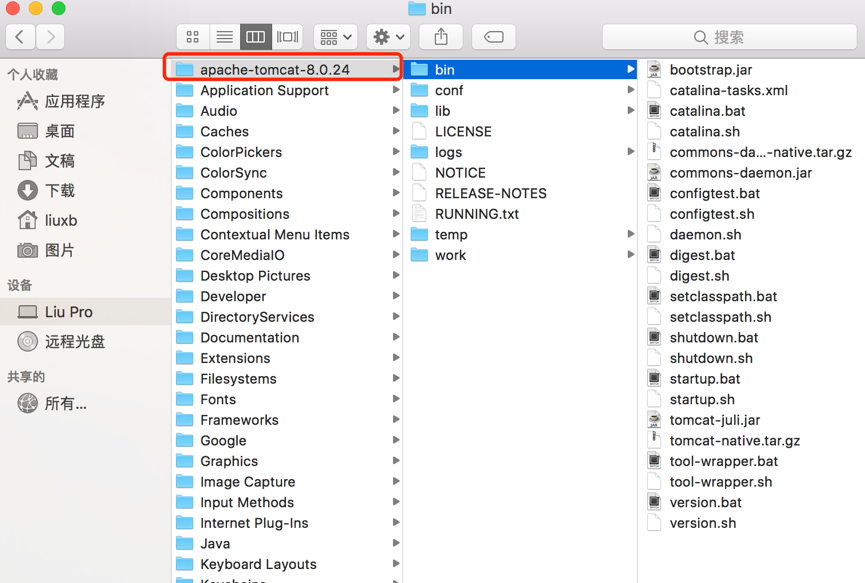 bin
搜索
个人收藏
应用程序
桌面
文稿
下载
liuxb
图片
设备
Liu Pro
远程光盘
共享的
所有...
apache-tomcat-8.0.24
Application Support
Audio
Caches
ColorPickers
ColorSync
Components
Compositions
Contextual Menu Items
CoreMediaIO
Desktop Pictures
Developer
DirectoryServices
Documentation
Extensions
Filesystems
Fonts
Frameworks
Google
Graphics
Image Capture
Input Methods
Internet Plug-Ins
Java
Keyboard Layouts
bin
conf
lib
LICENSE
logs
NOTICE
RELEASE-NOTES
RUNNING.txt
temp
work
bootstrap.jar
catalina-tasks.xml
catalina.bat
catalina.sh
commons-da...-native.tar.gz
commons-daemon.jar
configtest.bat
configtest.sh
daemon.sh
digest.bat
digest.sh
setclasspath.bat
setclasspath.sh
shutdown.bat
shutdown.sh
startup.bat
startup.sh
tomcat-juli.jar
tomcat-native.tar.gz
tool-wrapper.bat
tool-wrapper.sh
version.bat
version.sh